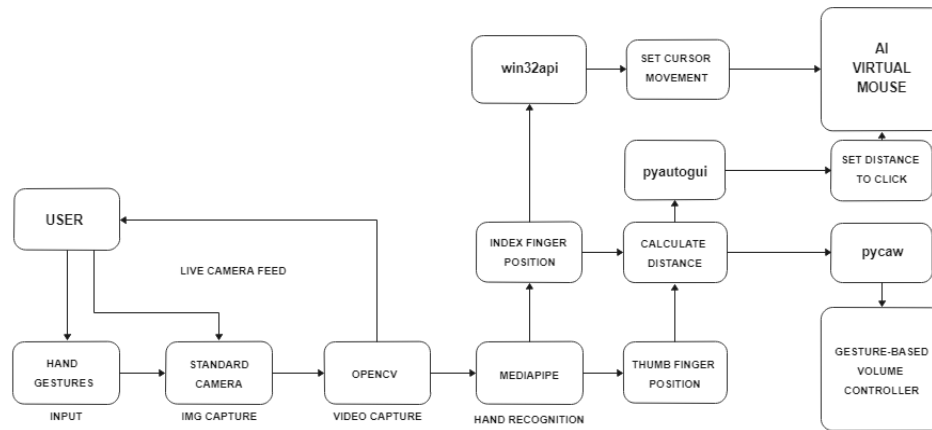 win32api
SET CURSOR
MOVEMENT
AI
VIRTUAL
MOUSE
pyautogui
SET DISTANCE
TO CLICK
USER
INDEX FINGER
POSITION
CALCULATE
DISTANCE
pycaw
LIVE CAMERA FEED
HAND
GESTURES
STANDARD
CAMERA
OPENCV
MEDIAPIPE
THUMB FINGER
POSITION
GESTURE-BASED
VOLUME
CONTROLLER
INPUT
IMG CAPTURE
VIDEO CAPTURE
HAND RECOGNITION